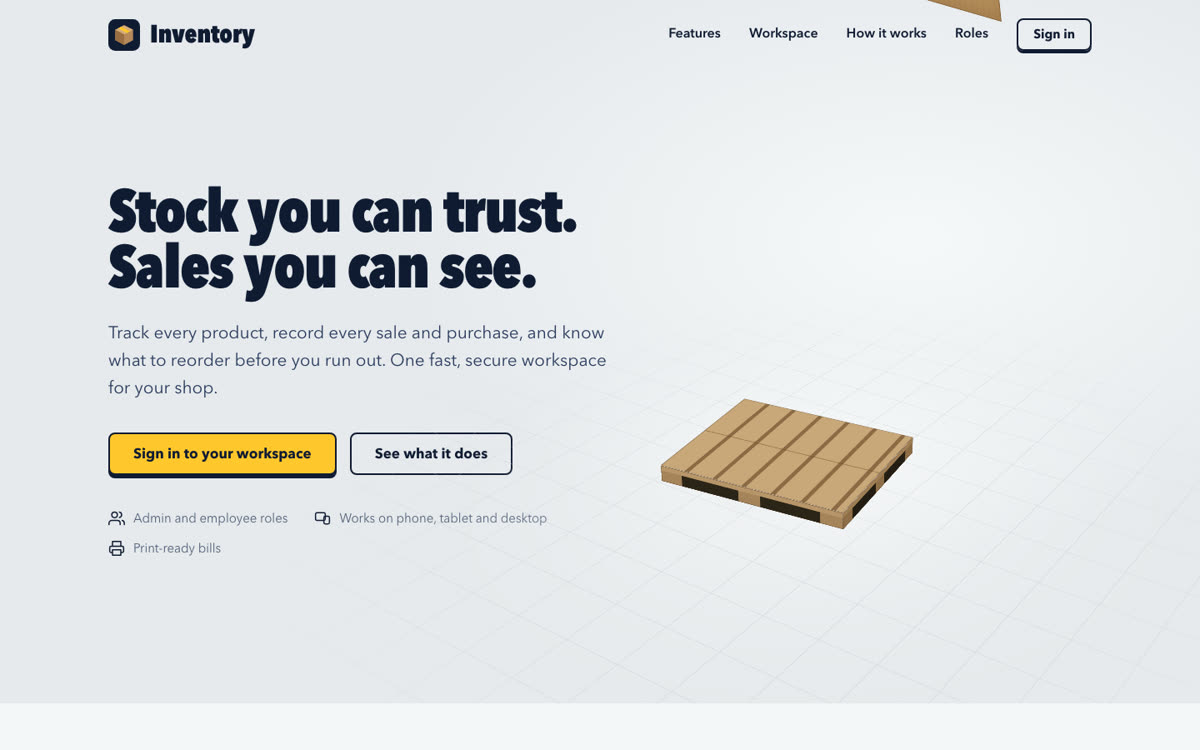 Inventory
Features
Workspace
How it works
Roles
Sign in
Stock you can trust.
Sales you can see.
Track every product, record every sale and purchase, and know
what to reorder before you run out. One fast, secure workspace
for your shop.
Sign in to your workspace
See what it does
Admin and employee roles
Works on phone, tablet and desktop
Print-ready bills